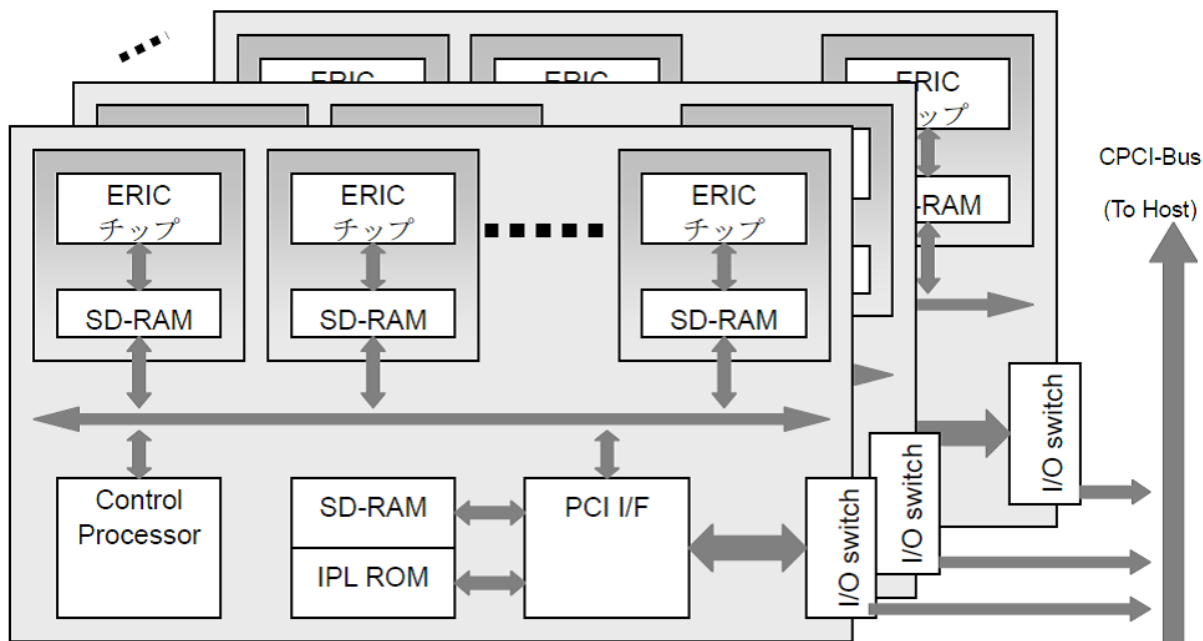 ERIC
ERIC
ERIC
チップ
-RAM
CPCI-Bus
(To Host)
ERIC
チップ
SD-RAM
ERIC
チップ
SD-RAM
ERIC
チップ
SD-RAM
Control
Processor
SD-RAM
IPL ROM
PCI I/F
I/O switch
I/O switch
I/O switch